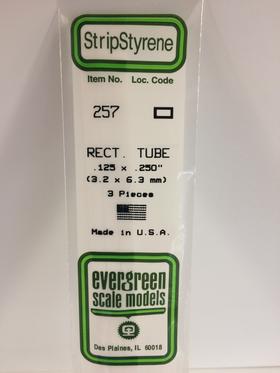 StripStyrene
Item No. Loc. Code
257
RECT. TUBE
.125 x .250"
(3.2 x 6.3 mm)
3 Pieces
Made in U.S.A.
evergreen
scale models
Des Plaines, IL 60018